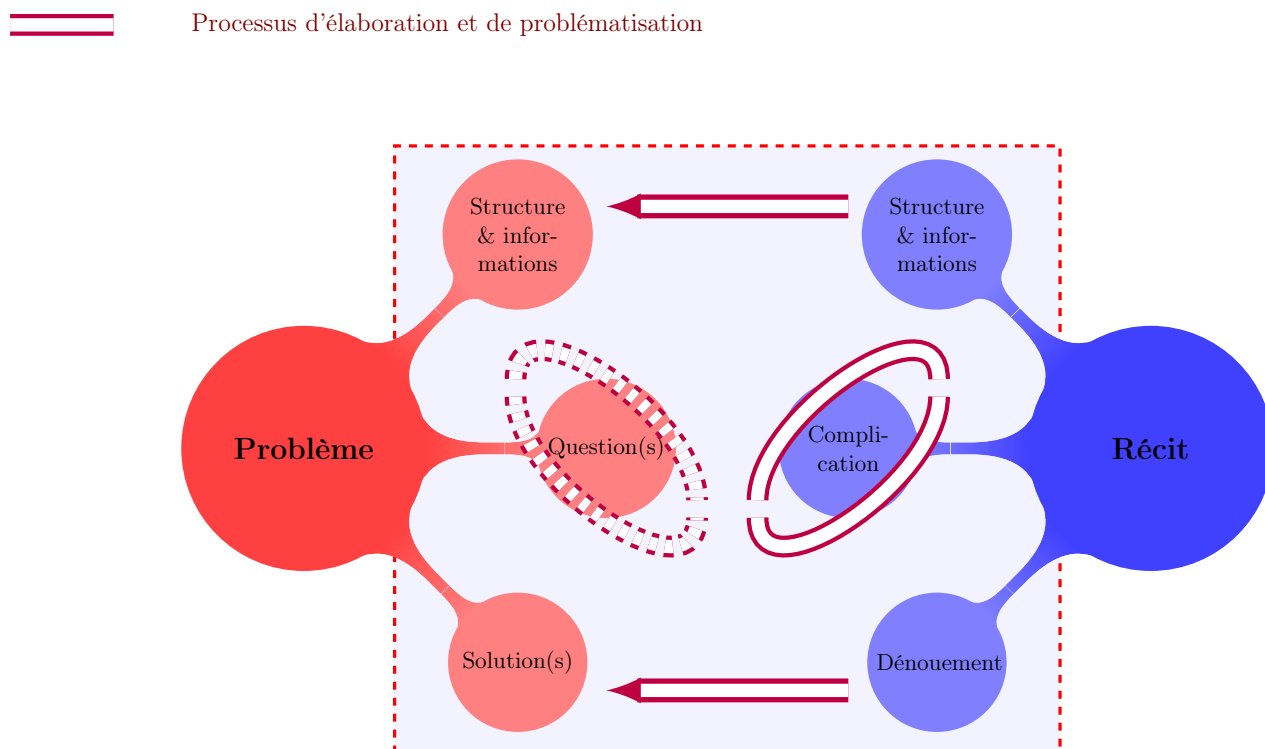 Processus d'élaboration et de problématisation
Structure
& infor-
mations
Structure
& infor-
mations
Problème
Question(s)
Compli-
cation
Récit
Solution(s)
Dénouement